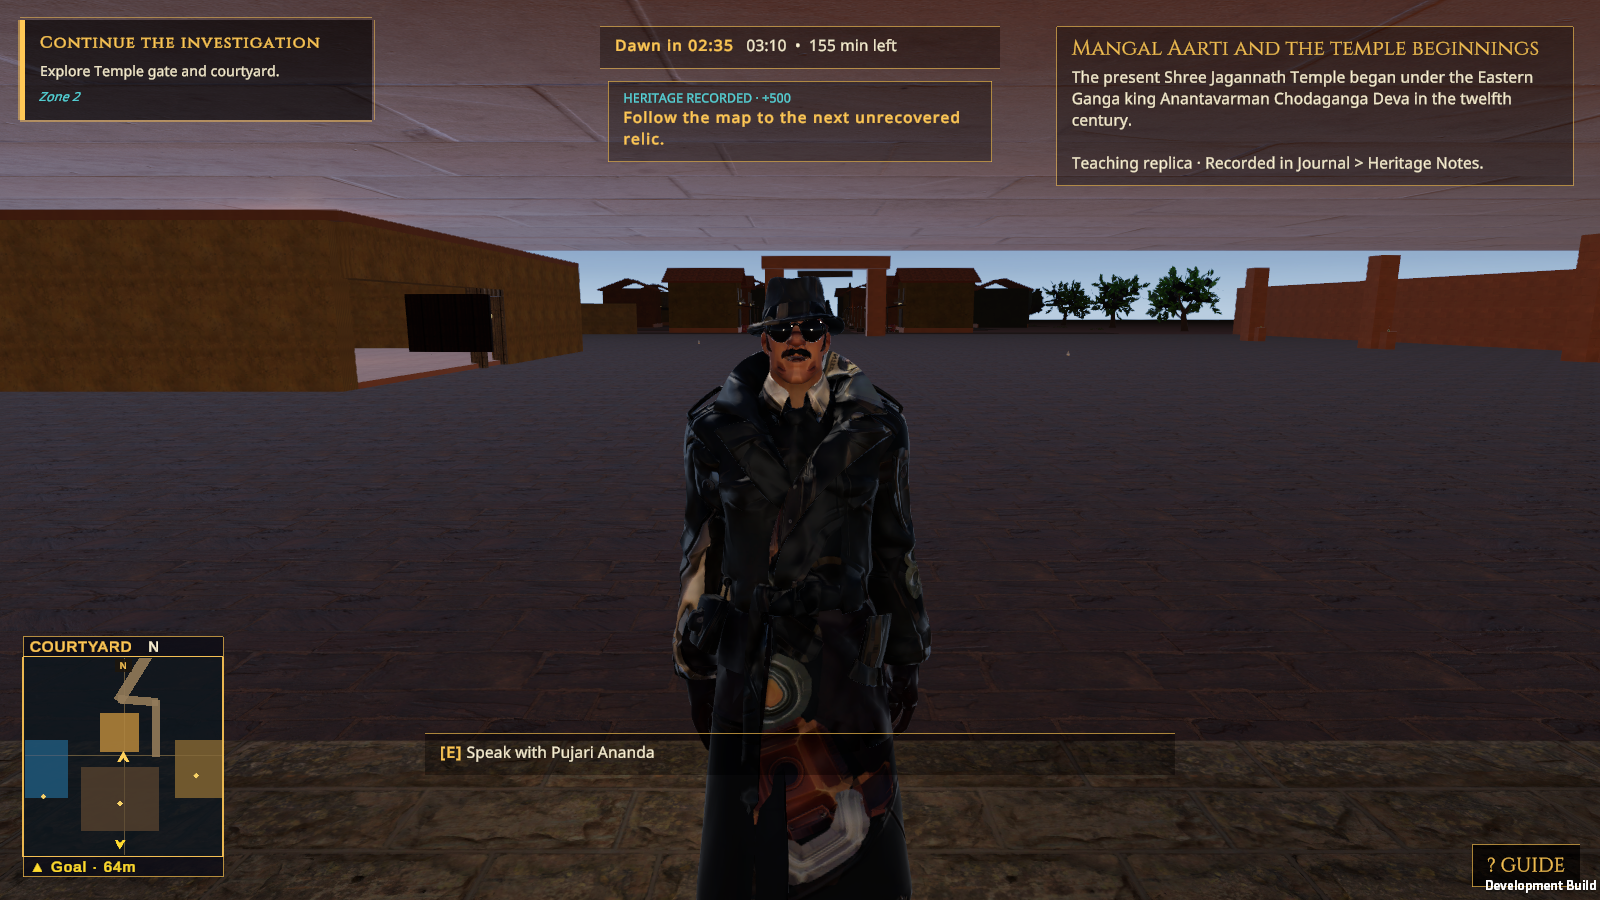 CONTINUE THE INVESTIGATION
Explore Temple gate and courtyard.
Zone 2
Dawn in 02:35 03:10 • 155 min left
HERITAGE RECORDED · +500
Follow the map to the next unrecovered
relic.
MANGAL AARTI AND THE TEMPLE BEGINNINGS
The present Shree Jagannath Temple began under the Eastern
Ganga king Anantavarman Chodaganga Deva in the twelfth
century.
Teaching replica · Recorded in Journal > Heritage Notes.
[E] Speak with Pujari Ananda
COURTYARD N
N
▲ Goal · 64m
? GUIDE
Development Build